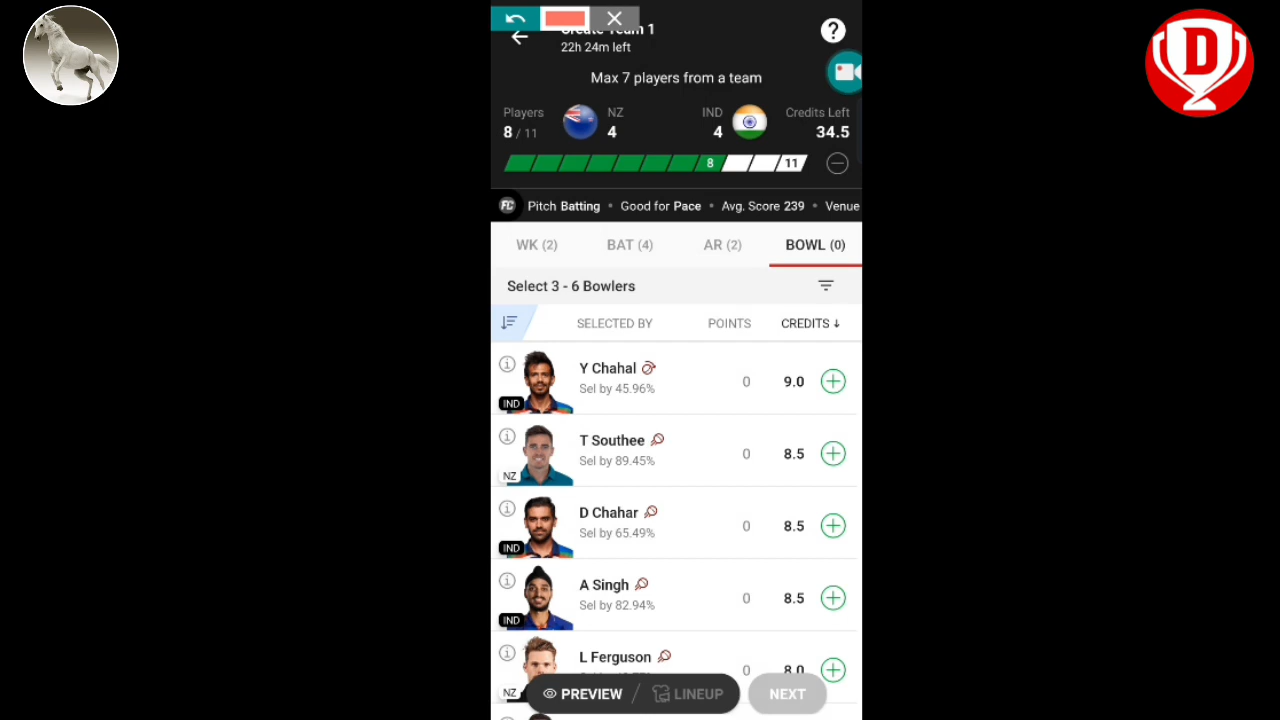 Create Team 1
22h 24m left
D
Max 7 players from a team
Players
8 / 11
NZ
4
IND
4
Credits Left
34.5
8
11
FC Pitch Batting • Good for Pace • Avg. Score 239 • Venue
WK (2) BAT (4) AR (2) BOWL (0)
Select 3 - 6 Bowlers
SELECTED BY POINTS CREDITS ↓
Y Chahal
Sel by 45.96%
0 9.0
IND
T Southee
Sel by 89.45%
0 8.5
NZ
D Chahar
Sel by 65.49%
0 8.5
IND
A Singh
Sel by 82.94%
0 8.5
IND
L Ferguson
0 8.0
NZ
PREVIEW / LINEUP NEXT